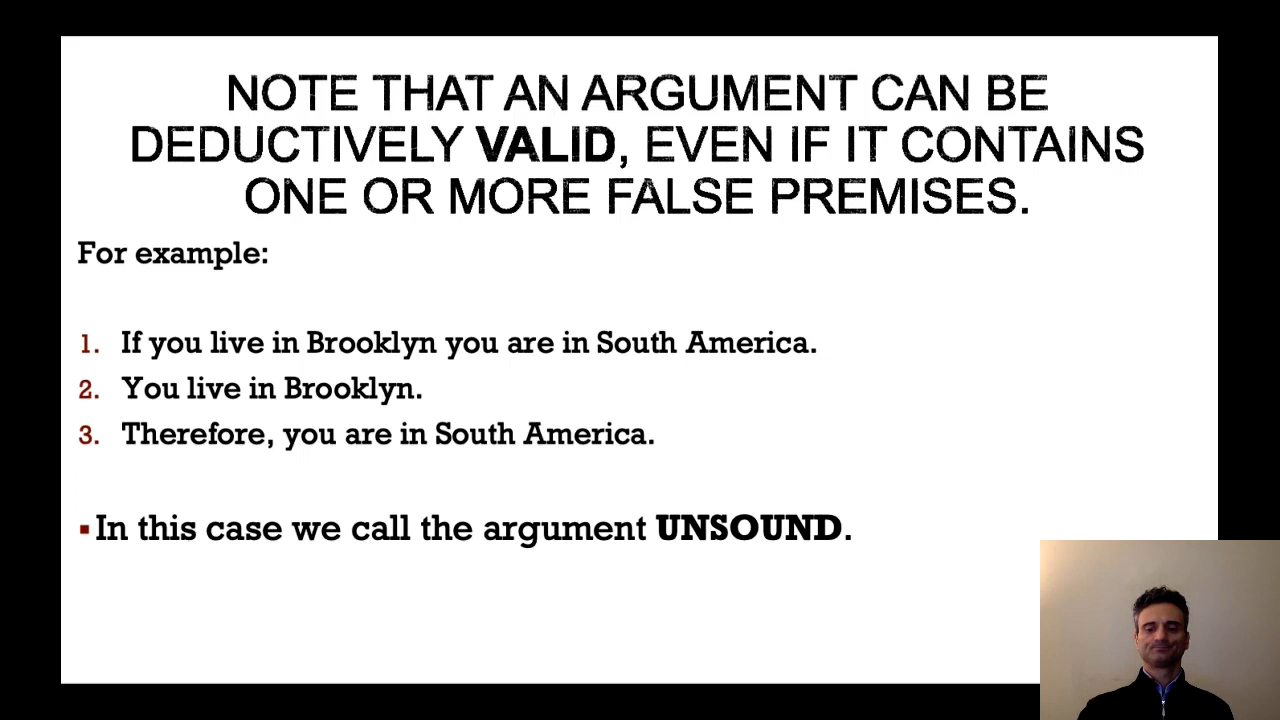 NOTE THAT AN ARGUMENT CAN BE
DEDUCTIVELY VALID, EVEN IF IT CONTAINS
ONE OR MORE FALSE PREMISES.
For example:
1. If you live in Brooklyn you are in South America.
2. You live in Brooklyn.
3. Therefore, you are in South America.
▪In this case we call the argument UNSOUND.